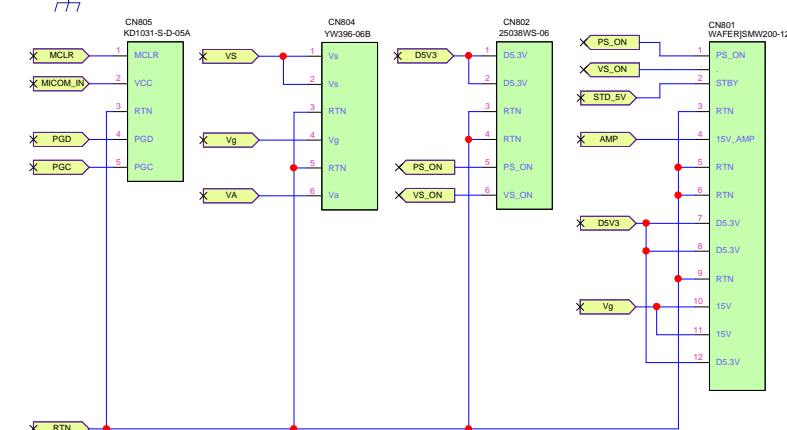 CN805
KD1031-S-D-05A
MCLR 1 MCLR
MICOM_IN 2 VCC
3 RTN
PGD 4 PGD
PGC 5 PGC
CN804
YW396-06B
VS 1 Vs
2 Vs
3 RTN
Vg 4 Vg
5 RTN
VA 6 Va
CN802
25038WS-06
D5V3 1 D5.3V
2 D5.3V
3 RTN
4 RTN
PS_ON 5 PS_ON
VS_ON 6 VS_ON
CN801
WAFER]SMW200-12
PS_ON 1 PS_ON
VS_ON
STD_5V 2 STBY
3 RTN
AMP 4 15V_AMP
5 RTN
6 RTN
D5V3 7 D5.3V
8 D5.3V
9 RTN
Vg 10 15V
11 15V
12 D5.3V
RTN